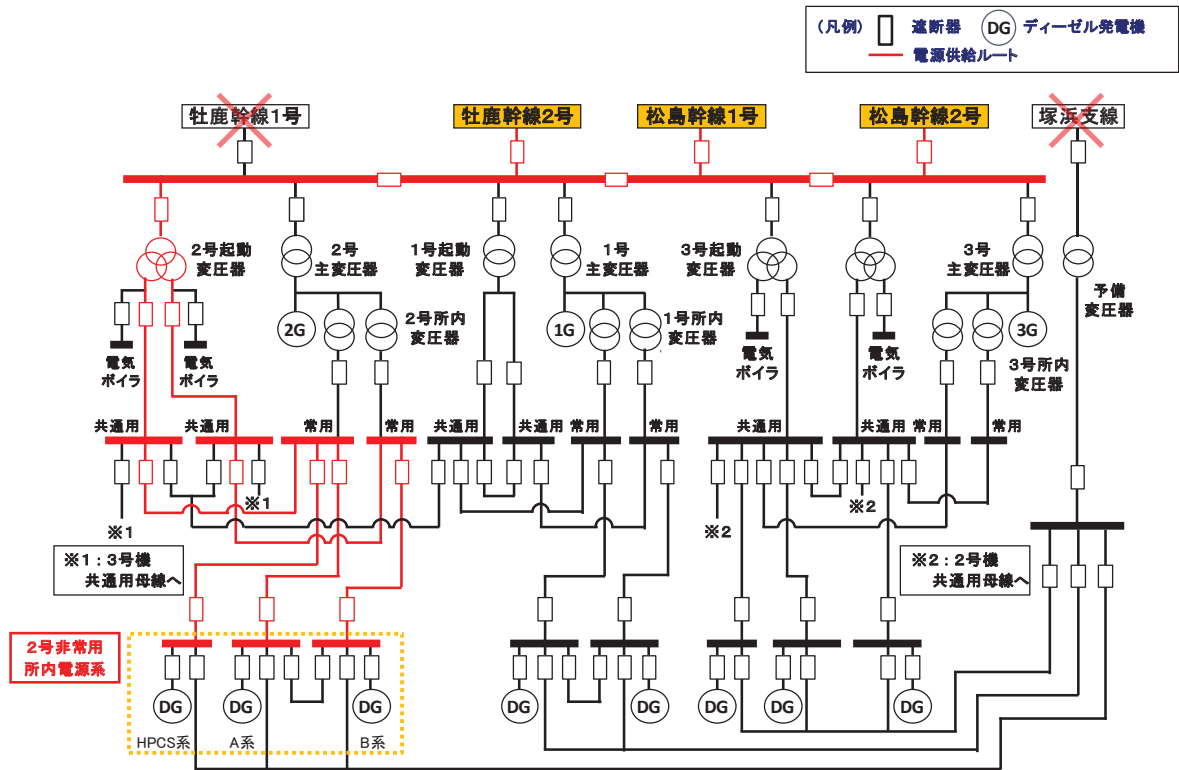 (凡例) 遮断器 DG ディーゼル発電機
電源供給ルート
牡鹿幹線1号
牡鹿幹線2号
松島幹線1号
松島幹線2号
塚浜支線
2号起動
変圧器
2号
主変圧器
1号起動
変圧器
1号
主変圧器
3号起動
変圧器
3号
主変圧器
予備
変圧器
2G
2号所内
変圧器
1G
1号所内
変圧器
3G
3号所内
変圧器
電気
ボイラ
電気
ボイラ
電気
ボイラ
電気
ボイラ
共通用
共通用
常用
常用
共通用
共通用
常用
常用
共通用
共通用
常用
常用
※1
※1
※2
※2
※1:3号機
共通用母線へ
※2:2号機
共通用母線へ
2号非常用
所内電源系
DG
DG
DG
DG
DG
DG
DG
DG
HPCS系
A系
B系